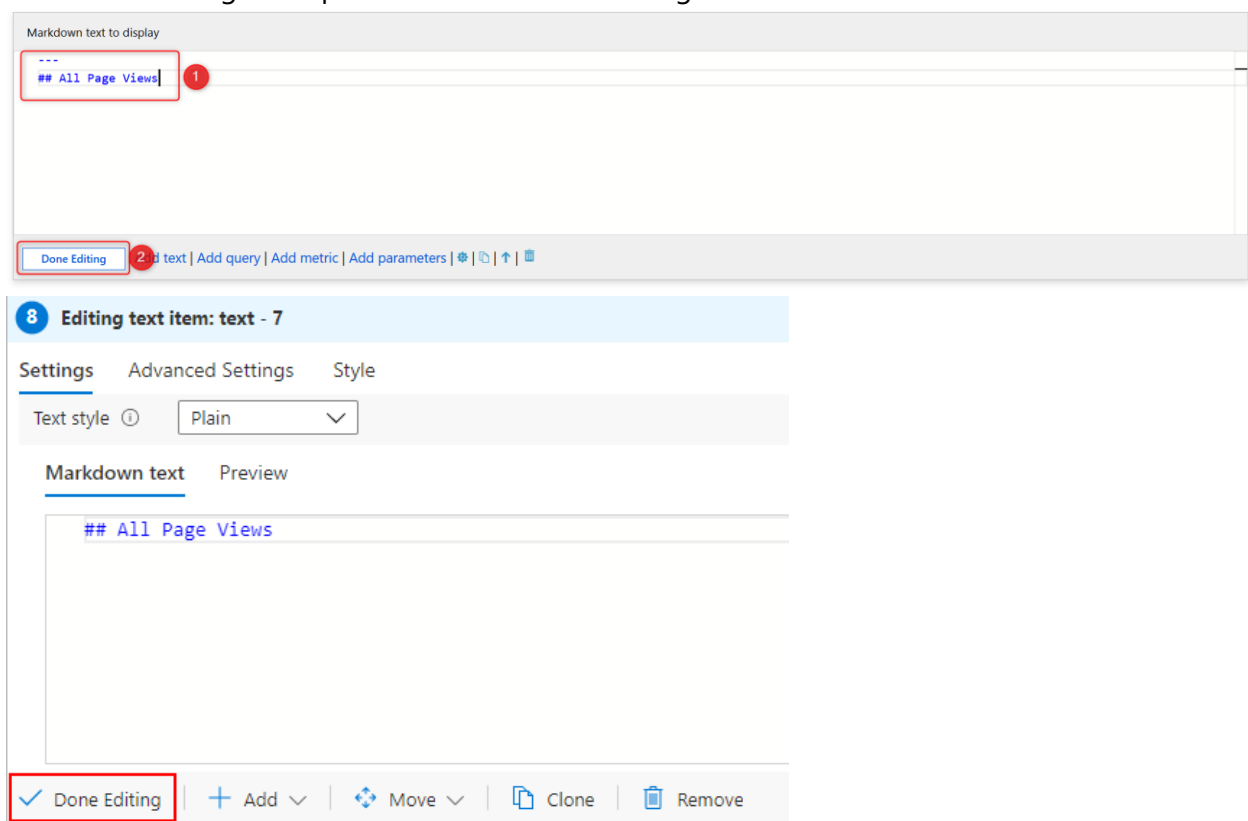 Markdown text to display
---
## All Page Views
1
Done Editing 2 d text | Add query | Add metric | Add parameters | | | |
8 Editing text item: text - 7
Settings Advanced Settings Style
Text style Plain
Markdown text Preview
## All Page Views
Done Editing Add Move Clone Remove